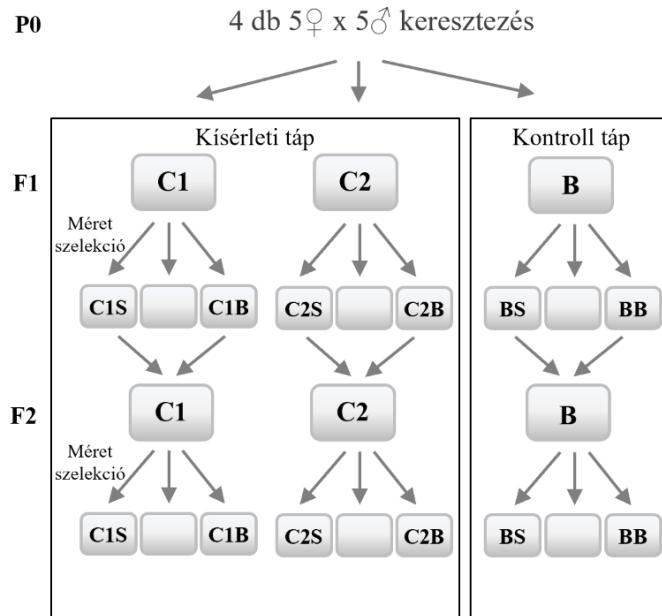 P0
4 db 5♀ x 5♂ keresztezés
Kísérleti táp
Kontroll táp
F1
C1
C2
B
Méret
szelekció
C1S
C1B
C2S
C2B
BS
BB
F2
C1
C2
B
Méret
szelekció
C1S
C1B
C2S
C2B
BS
BB